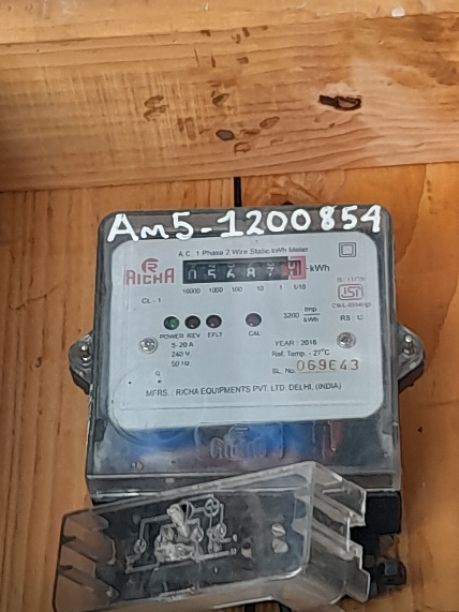 Am5-1200854
A.C. 1 Phase 2 Wire Static kWh Meter
R
RICHA
05487
kWh
10000 1000 100 10 1 1/10
CL - 1
ISI
3200 imp/kWh
POWER REV EFLT CAL
5-20 A
240 V
50 Hz
YEAR : 2016
Ref. Temp. - 27°C
SL. No. 069643
MFRS. : RICHA EQUIPMENTS PVT. LTD. DELHI, (INDIA)